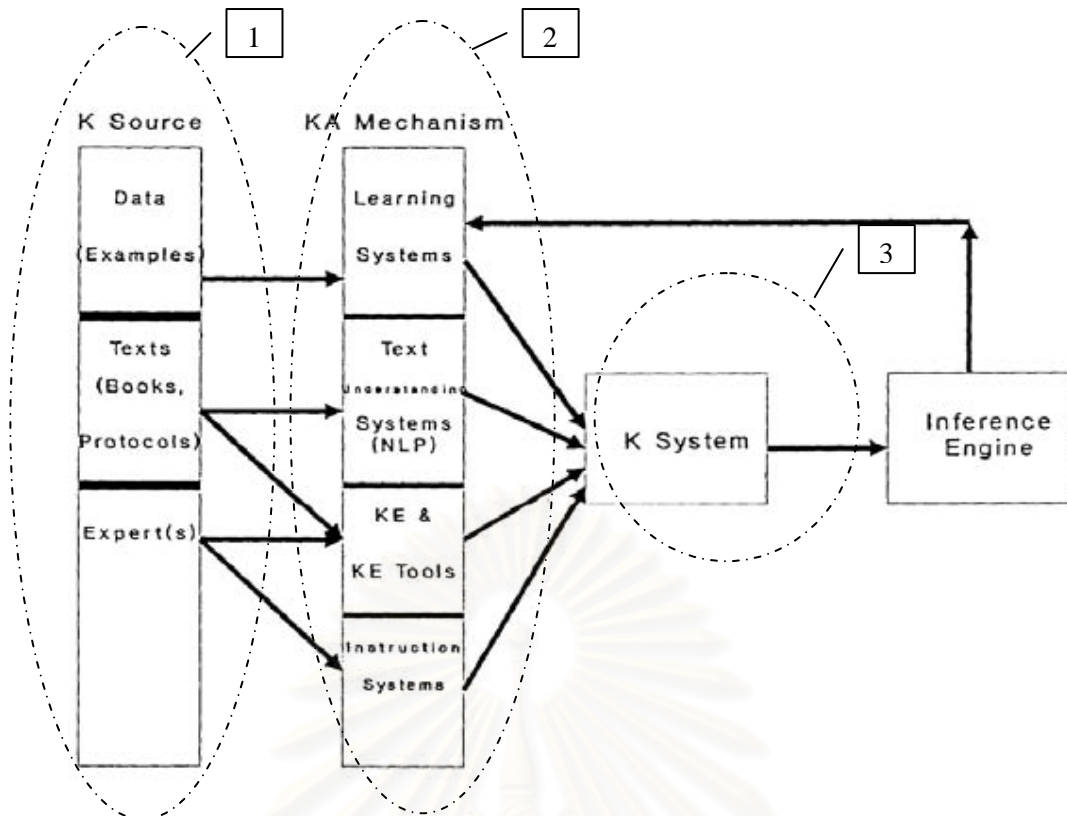 1
2
K Source
KA Mechanism
Data
(Examples)
Texts
(Books,
Protocols)
Expert(s)
Learning
Systems
Text
Understanding
Systems
(NLP)
KE &
KE Tools
Instruction
Systems
3
K System
Inference
Engine